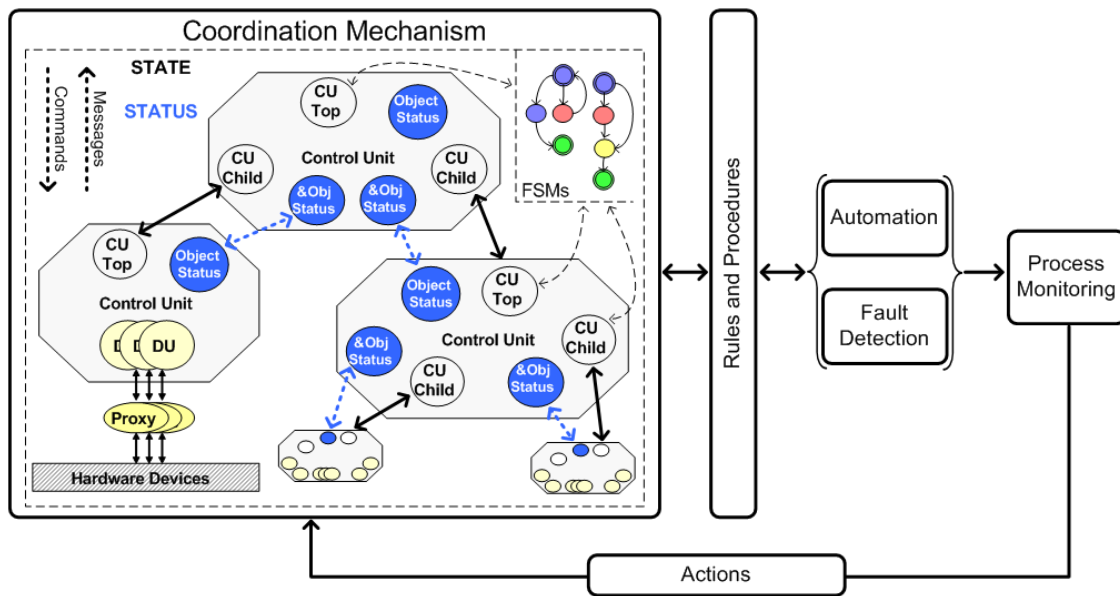 Coordination Mechanism
Commands
Messages
STATE
STATUS
CU
Top
Object
Status
CU
Child
Control Unit
CU
Child
&Obj
Status
&Obj
Status
FSMs
CU
Top
Object
Status
Control Unit
D
D
DU
Proxy
Hardware Devices
Object
Status
CU
Top
&Obj
Status
Control Unit
CU
Child
CU
Child
&Obj
Status
Rules and Procedures
Automation
Fault
Detection
Process
Monitoring
Actions